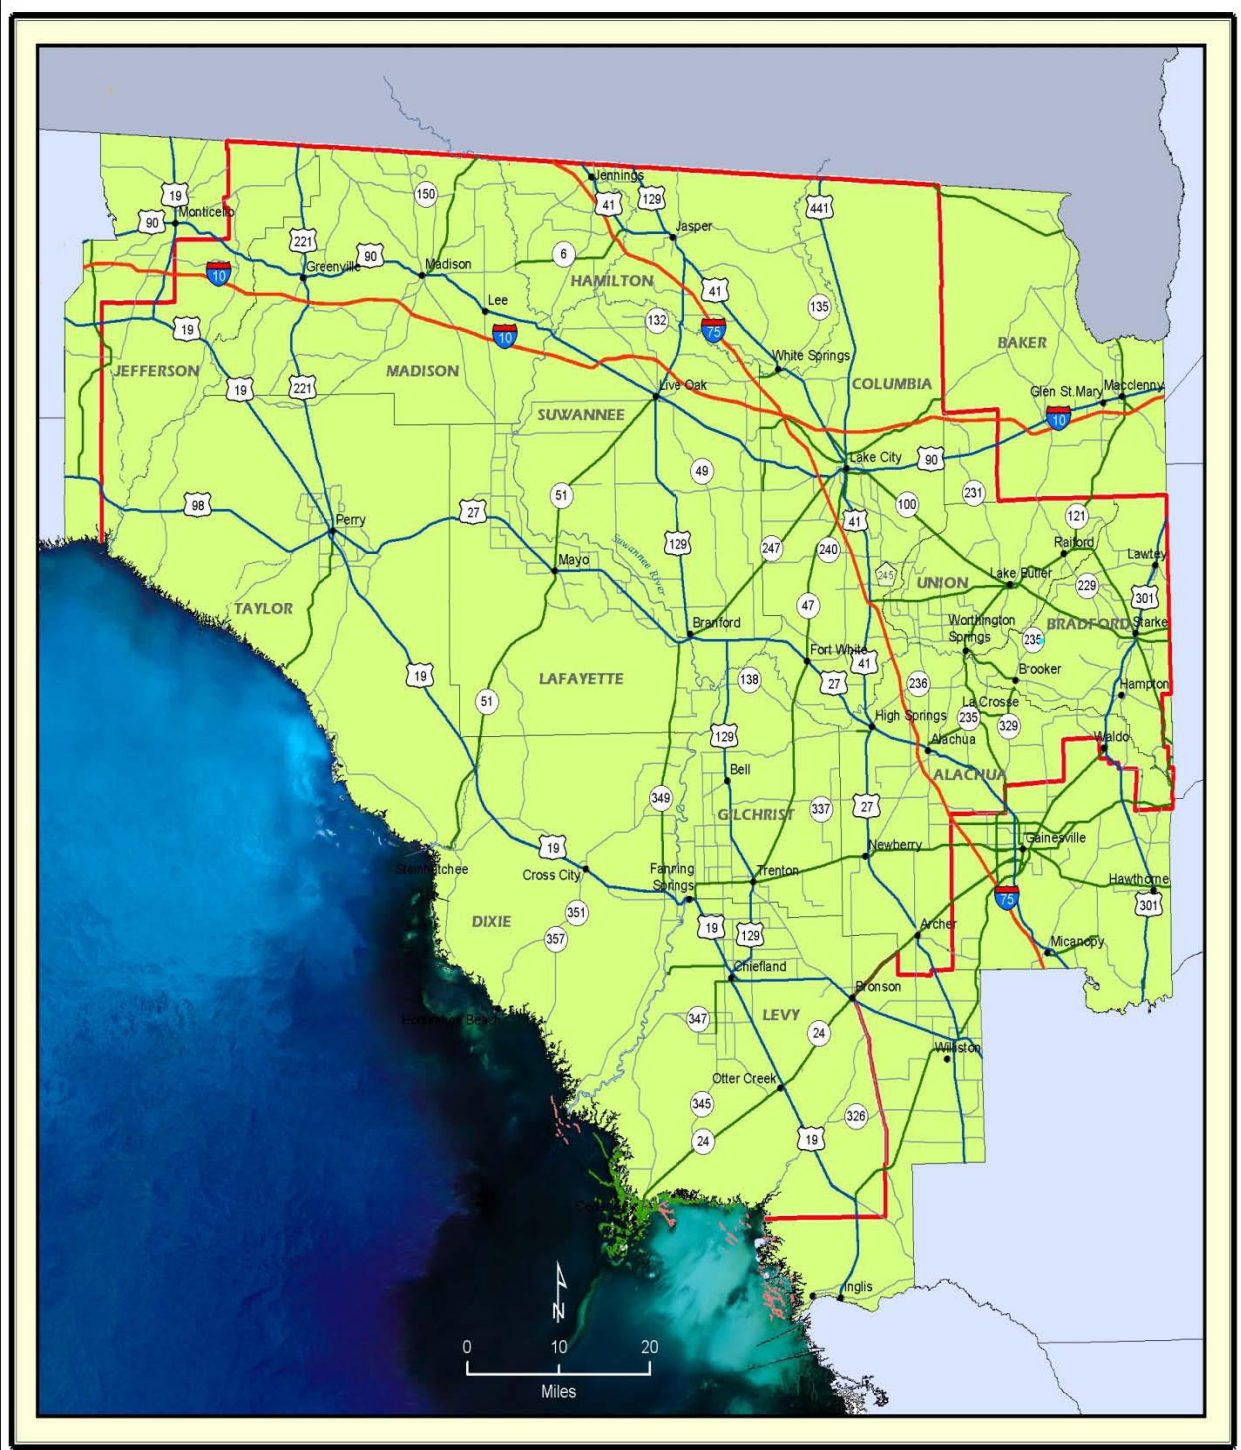 19
90
Monticello
150
Jennings
41
129
441
Jasper
221
90
6
Greenville
Madison
10
HAMILTON
41
Lee
135
132
75
19
10
BAKER
White Springs
JEFFERSON
MADISON
19
221
Live Oak
COLUMBIA
Glen St.Mary
Macclenny
SUWANNEE
10
Lake City
90
49
231
51
98
27
100
121
Perry
41
129
247
240
Raiford
Suwannee River
Lawtey
Mayo
245
Lake Butler
UNION
229
301
47
TAYLOR
Worthington
Springs
BRADFORD
Starke
Branford
235
Fort White
41
19
LAFAYETTE
138
27
236
Brooker
Hampton
51
La Crosse
235
329
High Springs
129
Alachua
Waldo
Bell
ALACHUA
349
GILCHRIST
337
27
19
Gainesville
Newberry
Steinhatchee
Cross City
Fanning
Springs
Trenton
Hawthorne
75
301
351
DIXIE
19
129
Archer
357
Micanopy
Chiefland
Bronson
Horseshoe Beach
347
LEVY
24
Williston
Otter Creek
345
326
24
19
N
Inglis
0
10
20
Miles